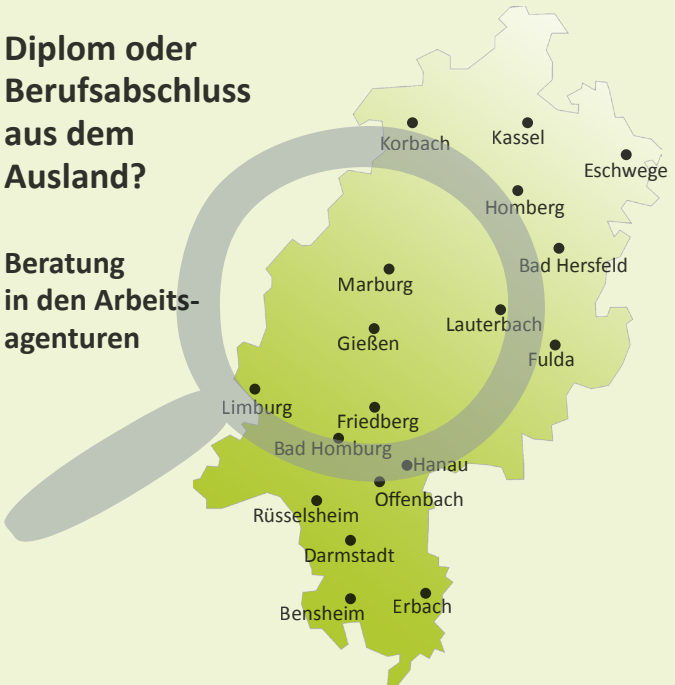 Diplom oder
Berufsabschluss
aus dem
Ausland?
Beratung
in den Arbeits-
agenturen
Korbach
Kassel
Eschwege
Homberg
Bad Hersfeld
Marburg
Lauterbach
Gießen
Fulda
Limburg
Friedberg
Bad Homburg
Hanau
Offenbach
Rüsselsheim
Darmstadt
Bensheim
Erbach